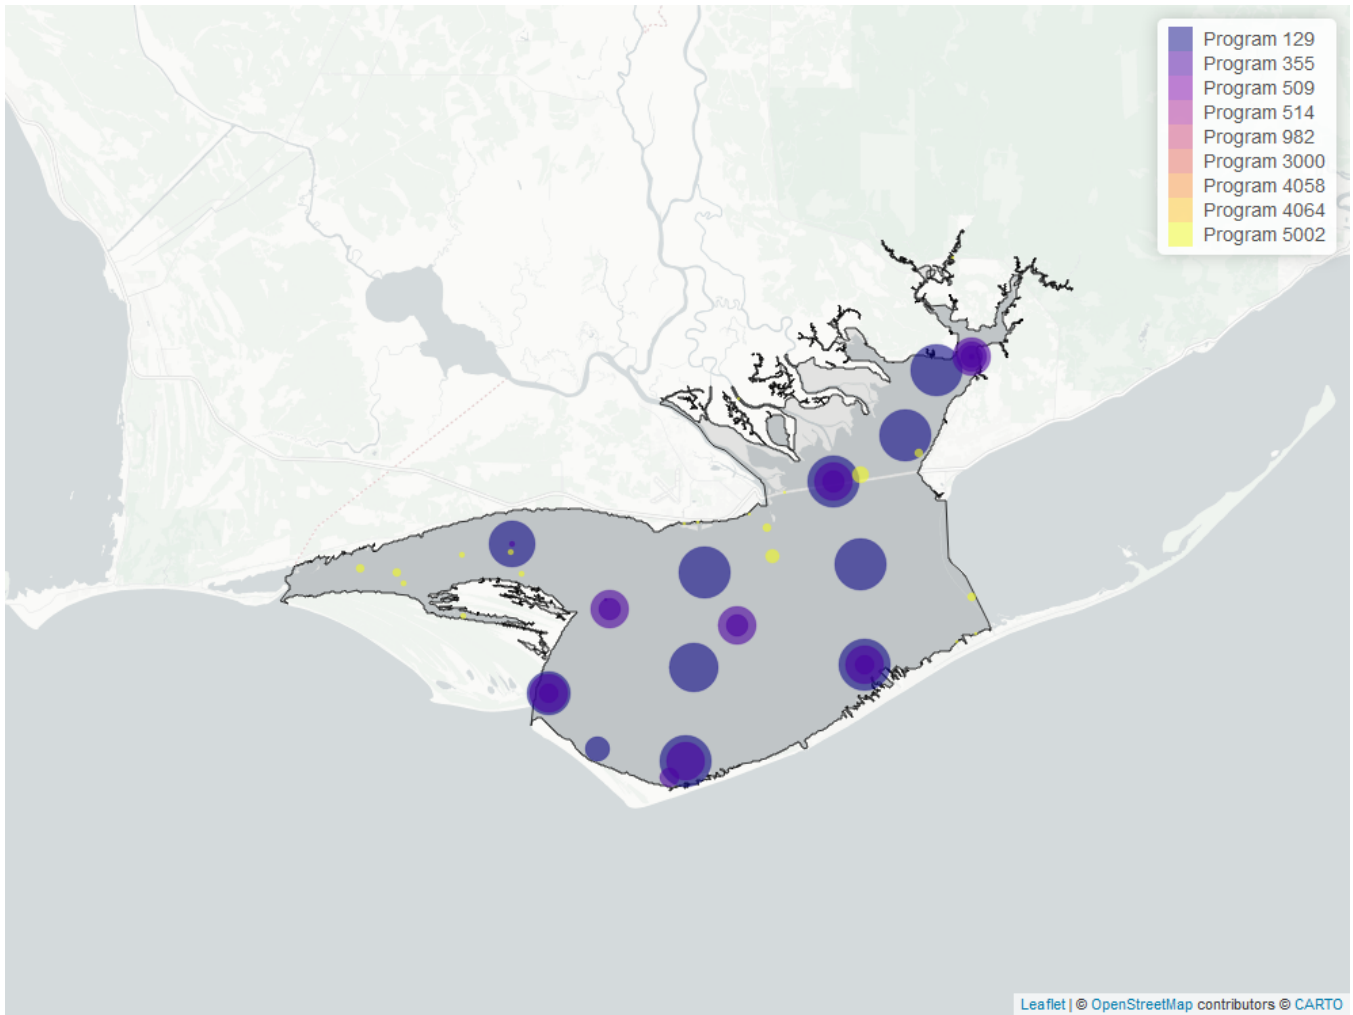 Program 129
Program 355
Program 509
Program 514
Program 982
Program 3000
Program 4058
Program 4064
Program 5002
Leaflet | © OpenStreetMap contributors © CARTO